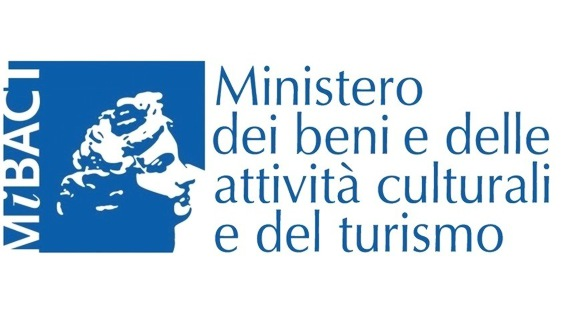 MiBACT
Ministero
dei beni e delle
attività culturali
e del turismo